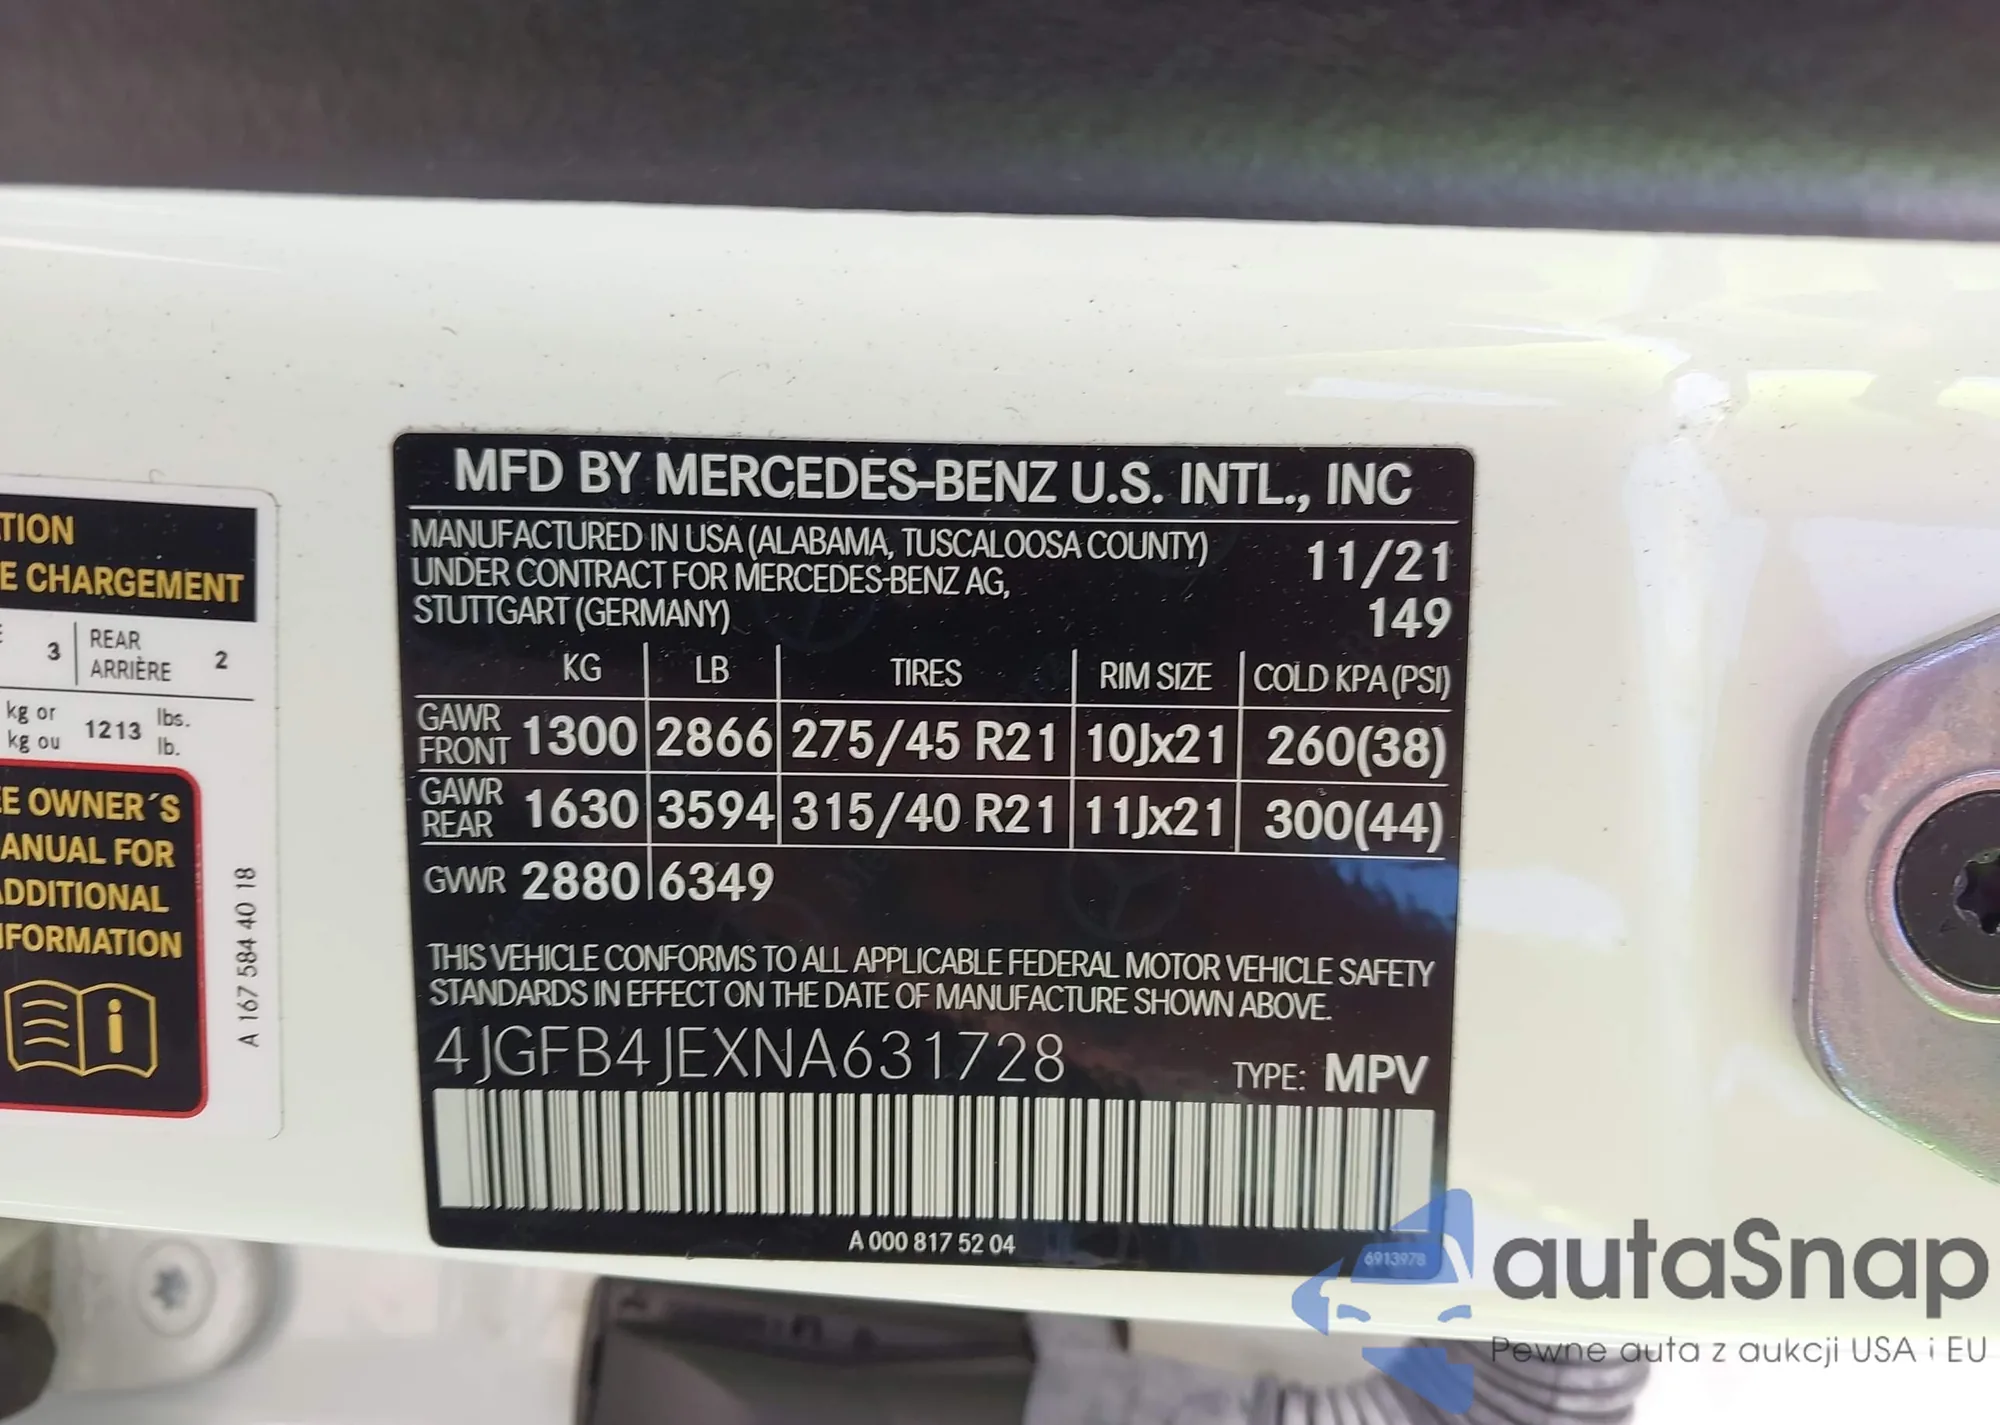 TION
E CHARGEMENT
3 REAR
ARRIÈRE 2
kg or
kg ou 1213 lbs.
lb.
EE OWNER´S
ANUAL FOR
ADDITIONAL
NFORMATION
i
A 167 584 40 18
MFD BY MERCEDES-BENZ U.S. INTL., INC
MANUFACTURED IN USA (ALABAMA, TUSCALOOSA COUNTY) 11/21
UNDER CONTRACT FOR MERCEDES-BENZ AG,
STUTTGART (GERMANY) 149
KG LB TIRES RIM SIZE COLD KPA (PSI)
GAWR
FRONT 1300 2866 275/45 R21 10Jx21 260(38)
GAWR
REAR 1630 3594 315/40 R21 11Jx21 300(44)
GVWR 2880 6349
THIS VEHICLE CONFORMS TO ALL APPLICABLE FEDERAL MOTOR VEHICLE SAFETY
STANDARDS IN EFFECT ON THE DATE OF MANUFACTURE SHOWN ABOVE.
4JGFB4JEXNA631728 TYPE: MPV
A 000 817 52 04
6913978
autaSnap
Pewne auta z aukcji USA i EU